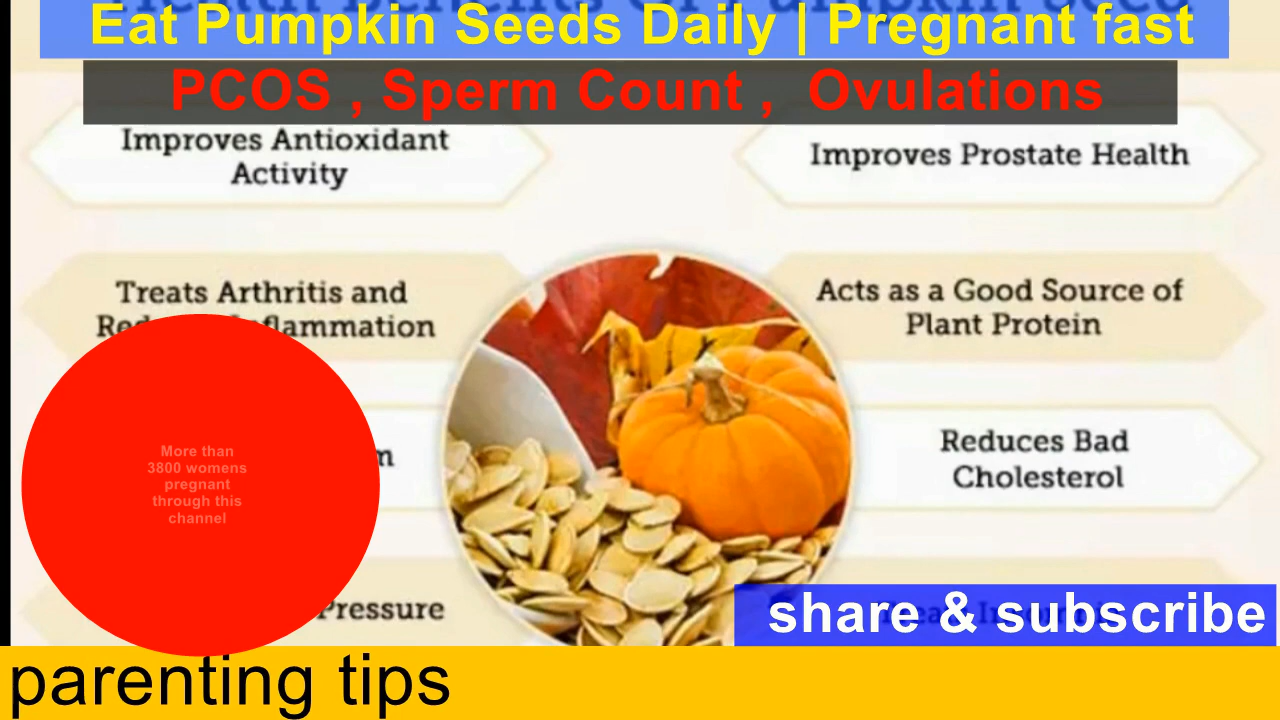 Eat Pumpkin Seeds Daily | Pregnant fast
PCOS , Sperm Count , Ovulations
Improves Antioxidant
Activity
Improves Prostate Health
Treats Arthritis and
flammation
Acts as a Good Source of
Plant Protein
Reduces Bad
Cholesterol
More than
3800 womens
pregnant
through this
channel
Pressure
share & subscribe
parenting tips